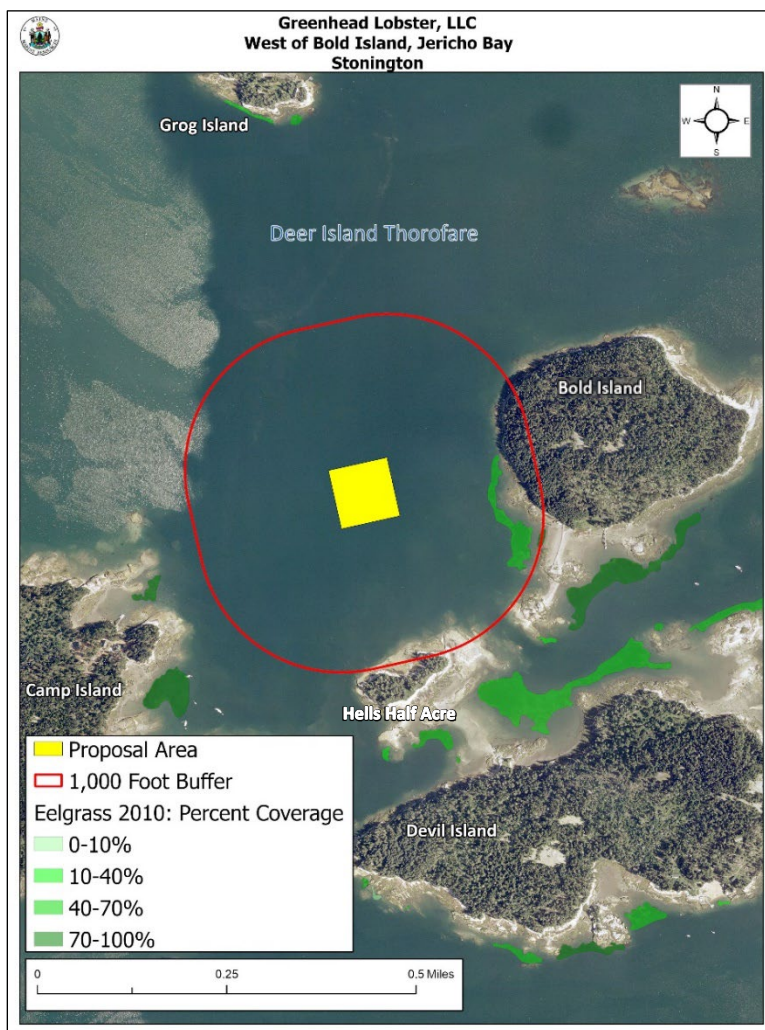 Greenhead Lobster, LLC
West of Bold Island, Jericho Bay
Stonington
Grog Island
N
W E
S
Deer Island Thorofare
Bold Island
Camp Island
Hells Half Acre
Devil Island
Proposal Area
1,000 Foot Buffer
Eelgrass 2010: Percent Coverage
0-10%
10-40%
40-70%
70-100%
0 0.25 0.5 Miles